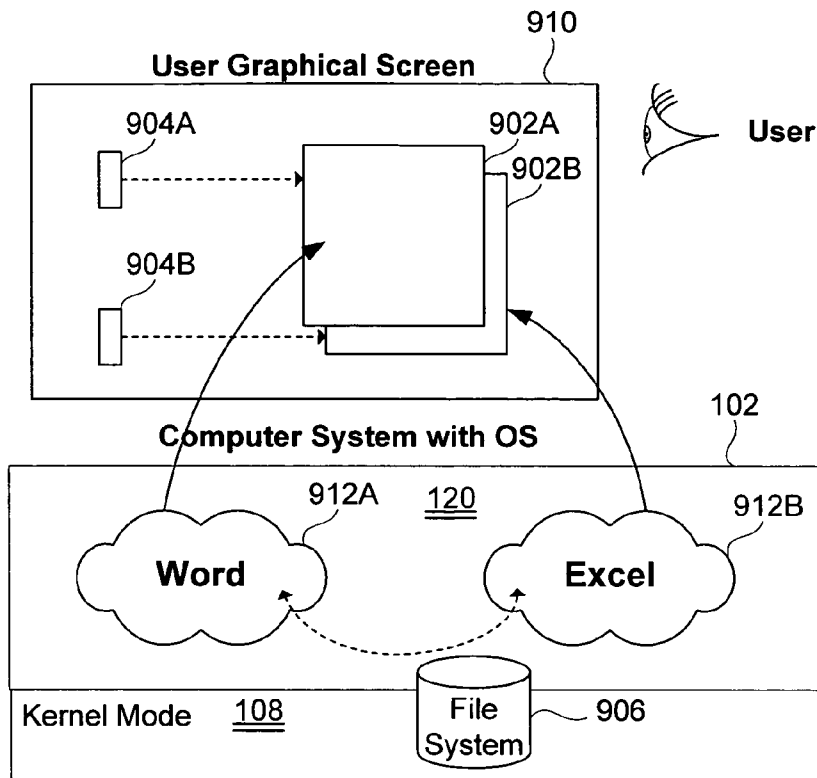 910
User Graphical Screen
904A
902A
User
902B
904B
Computer System with OS
102
912A
120
912B
Word
Excel
Kernel Mode 108
File
System
906